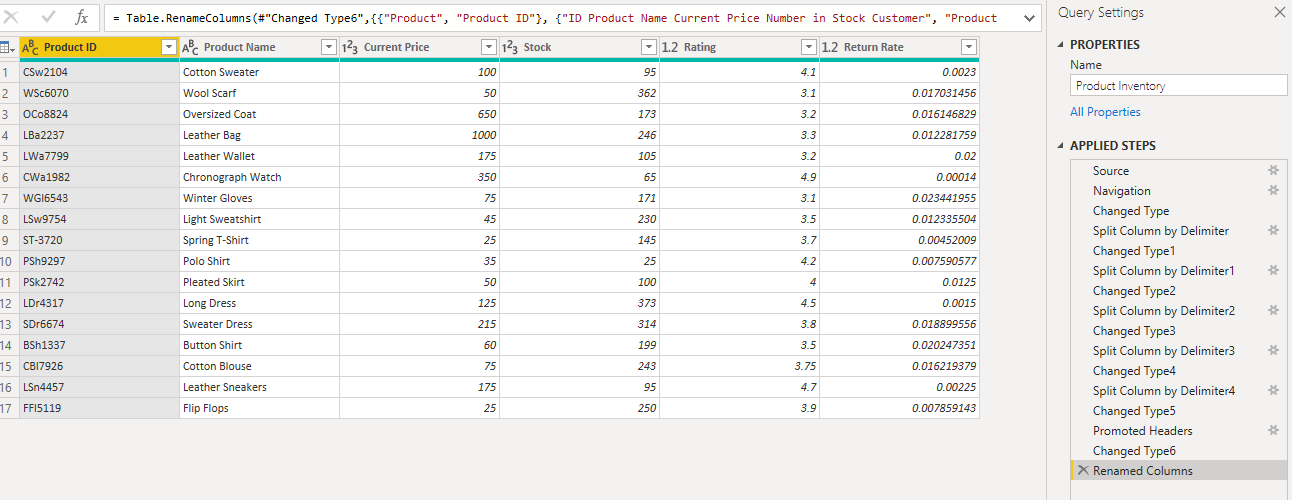 = Table.RenameColumns(#"Changed Type6",{{"Product", "Product ID"}, {"ID Product Name Current Price Number in Stock Customer", "Product
Query Settings
PROPERTIES
Name
Product Inventory
All Properties
APPLIED STEPS
Source
Navigation
Changed Type
Split Column by Delimiter
Changed Type1
Split Column by Delimiter1
Changed Type2
Split Column by Delimiter2
Changed Type3
Split Column by Delimiter3
Changed Type4
Split Column by Delimiter4
Changed Type5
Promoted Headers
Changed Type6
Renamed Columns
ABC Product ID ABC Product Name 123 Current Price 123 Stock 1.2 Rating 1.2 Return Rate
1 CSw2104 Cotton Sweater 100 95 4.1 0.0023
2 WSc6070 Wool Scarf 50 362 3.1 0.017031456
3 OCo8824 Oversized Coat 650 173 3.2 0.016146829
4 LBa2237 Leather Bag 1000 246 3.3 0.012281759
5 LWa7799 Leather Wallet 175 105 3.2 0.02
6 CWa1982 Chronograph Watch 350 65 4.9 0.00014
7 WGl6543 Winter Gloves 75 171 3.1 0.023441955
8 LSw9754 Light Sweatshirt 45 230 3.5 0.012335504
9 ST-3720 Spring T-Shirt 25 145 3.7 0.00452009
10 PSh9297 Polo Shirt 35 25 4.2 0.007590577
11 PSk2742 Pleated Skirt 50 100 4 0.0125
12 LDr4317 Long Dress 125 373 4.5 0.0015
13 SDr6674 Sweater Dress 215 314 3.8 0.018899556
14 BSh1337 Button Shirt 60 199 3.5 0.020247351
15 CBl7926 Cotton Blouse 75 243 3.75 0.016219379
16 LSn4457 Leather Sneakers 175 95 4.7 0.00225
17 FFl5119 Flip Flops 25 250 3.9 0.007859143